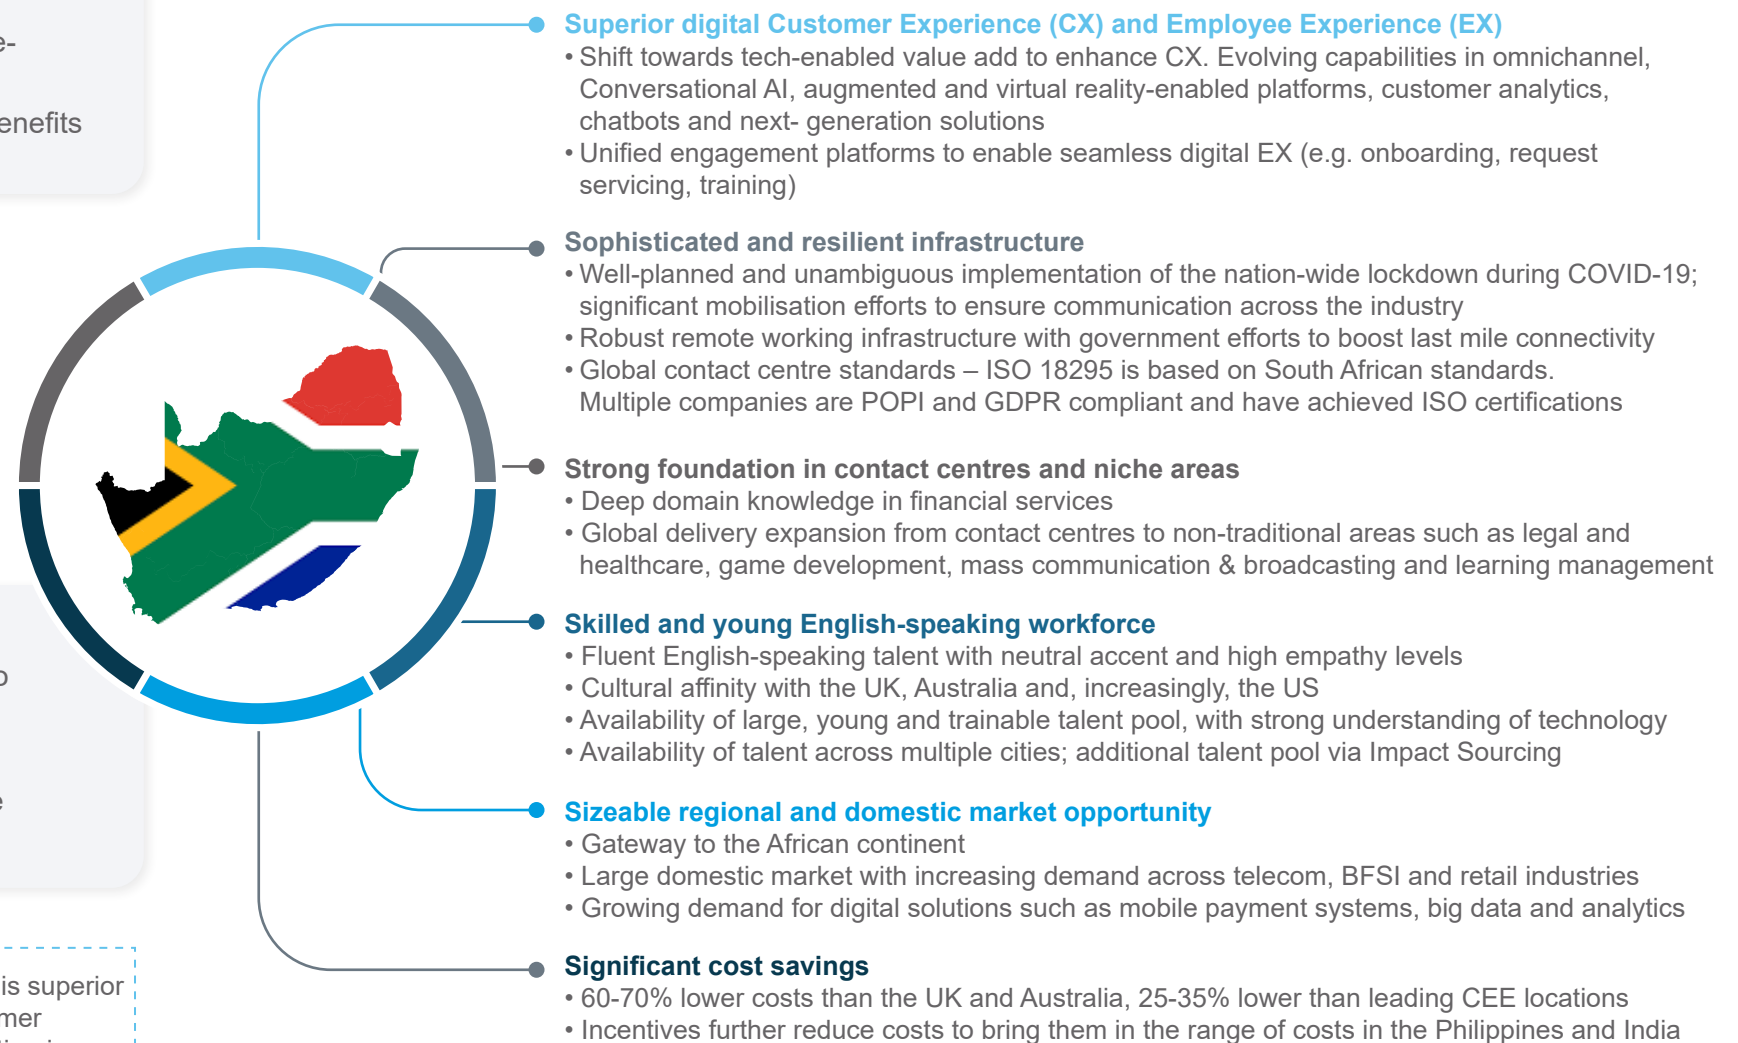 e-
enefits
Superior digital Customer Experience (CX) and Employee Experience (EX)
• Shift towards tech-enabled value add to enhance CX. Evolving capabilities in omnichannel,
Conversational AI, augmented and virtual reality-enabled platforms, customer analytics,
chatbots and next- generation solutions
• Unified engagement platforms to enable seamless digital EX (e.g. onboarding, request
servicing, training)
Sophisticated and resilient infrastructure
• Well-planned and unambiguous implementation of the nation-wide lockdown during COVID-19;
significant mobilisation efforts to ensure communication across the industry
• Robust remote working infrastructure with government efforts to boost last mile connectivity
• Global contact centre standards – ISO 18295 is based on South African standards.
Multiple companies are POPI and GDPR compliant and have achieved ISO certifications
Strong foundation in contact centres and niche areas
• Deep domain knowledge in financial services
• Global delivery expansion from contact centres to non-traditional areas such as legal and
healthcare, game development, mass communication & broadcasting and learning management
Skilled and young English-speaking workforce
• Fluent English-speaking talent with neutral accent and high empathy levels
• Cultural affinity with the UK, Australia and, increasingly, the US
• Availability of large, young and trainable talent pool, with strong understanding of technology
• Availability of talent across multiple cities; additional talent pool via Impact Sourcing
Sizeable regional and domestic market opportunity
• Gateway to the African continent
• Large domestic market with increasing demand across telecom, BFSI and retail industries
• Growing demand for digital solutions such as mobile payment systems, big data and analytics
Significant cost savings
• 60-70% lower costs than the UK and Australia, 25-35% lower than leading CEE locations
• Incentives further reduce costs to bring them in the range of costs in the Philippines and India
is superior
mer